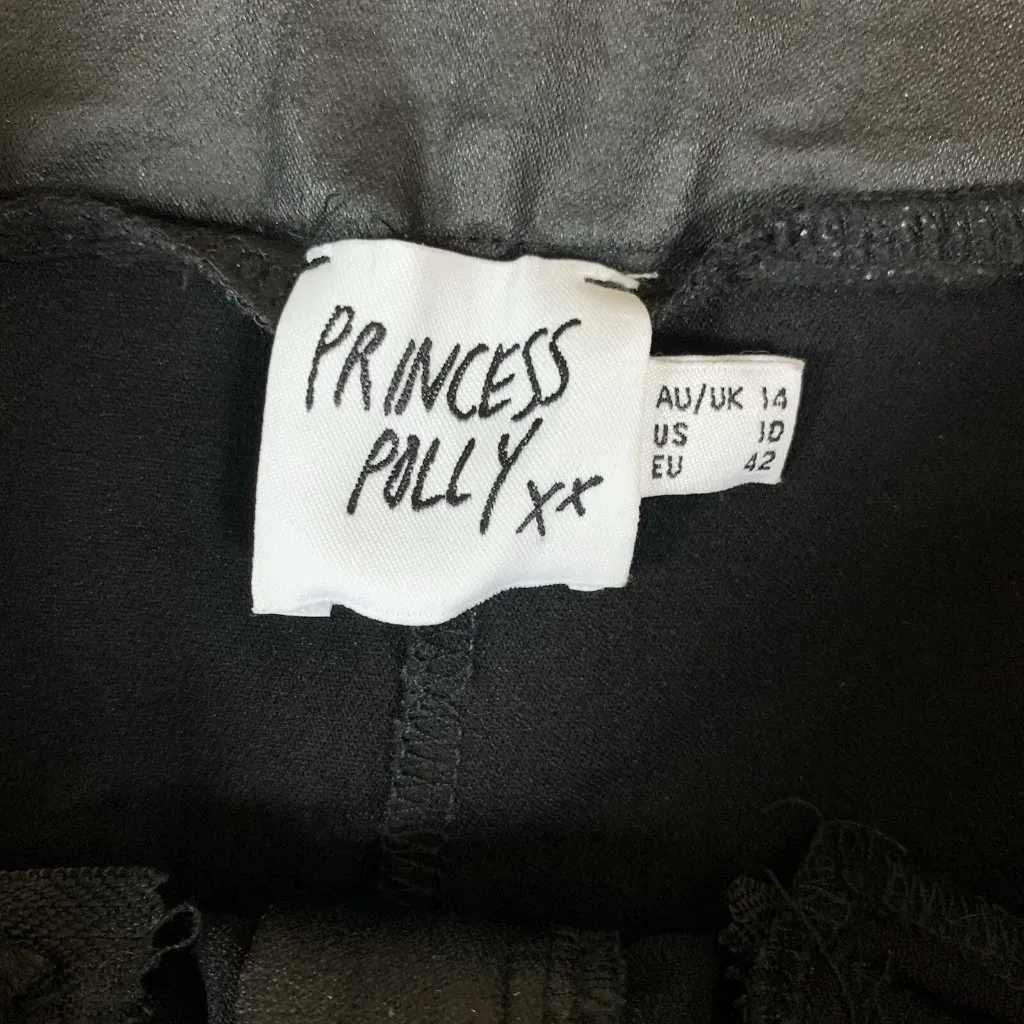 PRINCESS
POLLY xx
AU/UK 14
US 10
EU 42